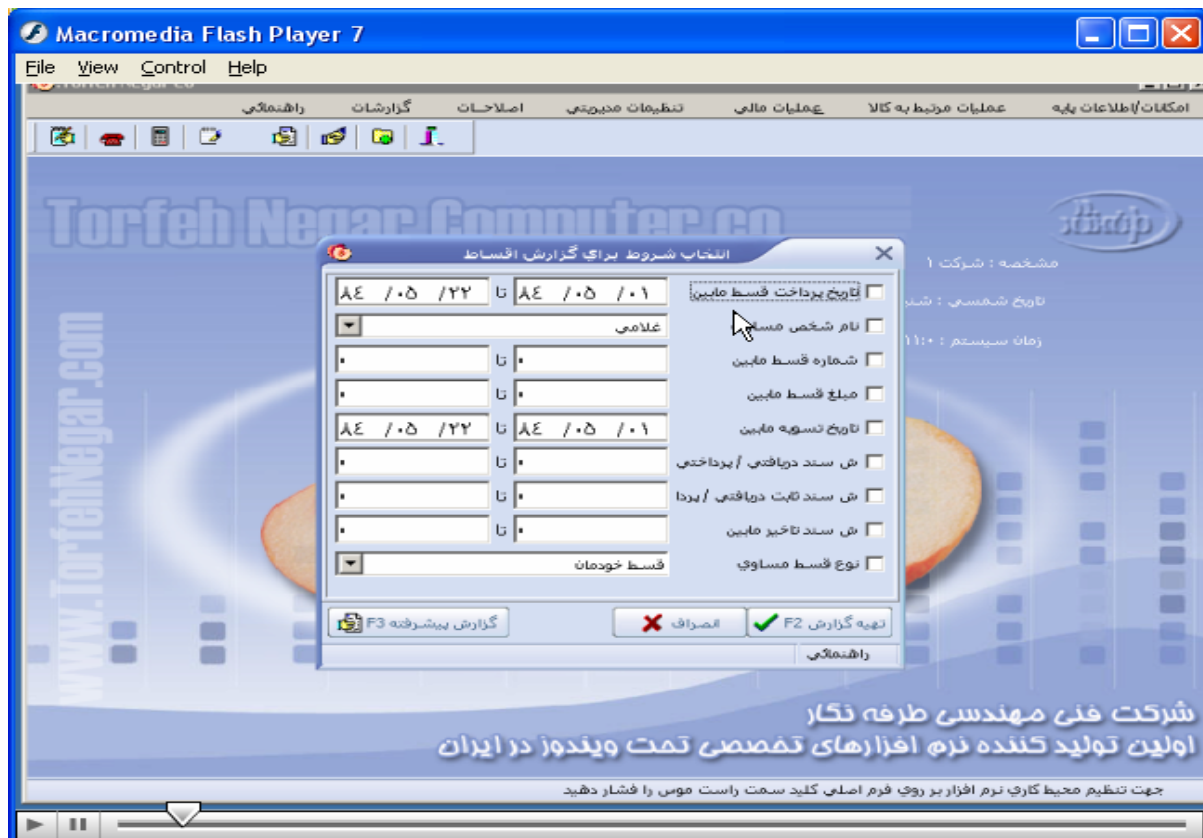 Macromedia Flash Player 7
File View Control Help
امکانات/اطلاعات پایه عملیات مرتبط به کالا عملیات مالی تنظیمات مدیریتی اصلاحات گزارشات راهنمائی
Torfeh Negar Computer co
مشخصه : شرکت ۱
تاریخ شمسی :
زمان سیستم :
www.TorfehNegar.com
انتخاب شروط براي گزارش اقساط
تاریخ پرداخت قسط مابین ۸٤ /۰۵ /۰۱ تا ۸٤ /۰۵ /۲۲
نام شخص غلامی
شماره قسط مابین ۰ تا ۰
مبلغ قسط مابین ۰ تا ۰
تاریخ تسویه مابین ۸٤ /۰۵ /۰۱ تا ۸٤ /۰۵ /۲۲
ش سند دریافتی /پرداختی ۰ تا ۰
ش سند ثابت دریافتی /پردا ۰ تا ۰
ش سند تاخیر مابین ۰ تا ۰
نوع قسط مساوي قسط خودمان
تهیه گزارش F2 انصراف گزارش پیشرفته F3
راهنمائی
شرکت فنی مهندسی طرفه نگار
اولین تولید کننده نرم افزارهای تخصصی تحت ویندوز در ایران
جهت تنظیم محیط کاري نرم افزار بر روي فرم اصلی کلید سمت راست موس را فشار دهید